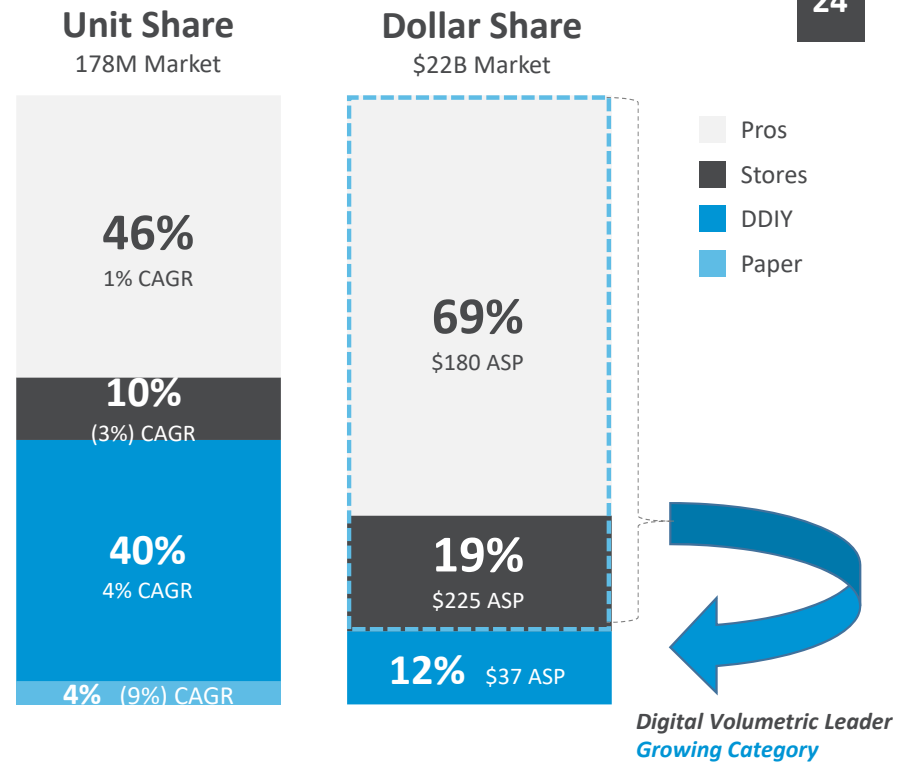 24
Unit Share
178M Market
46%
1% CAGR
10%
(3%) CAGR
40%
4% CAGR
4% (9%) CAGR
Dollar Share
$22B Market
69%
$180 ASP
19%
$225 ASP
12% $37 ASP
Pros
Stores
DDIY
Paper
Digital Volumetric Leader
Growing Category